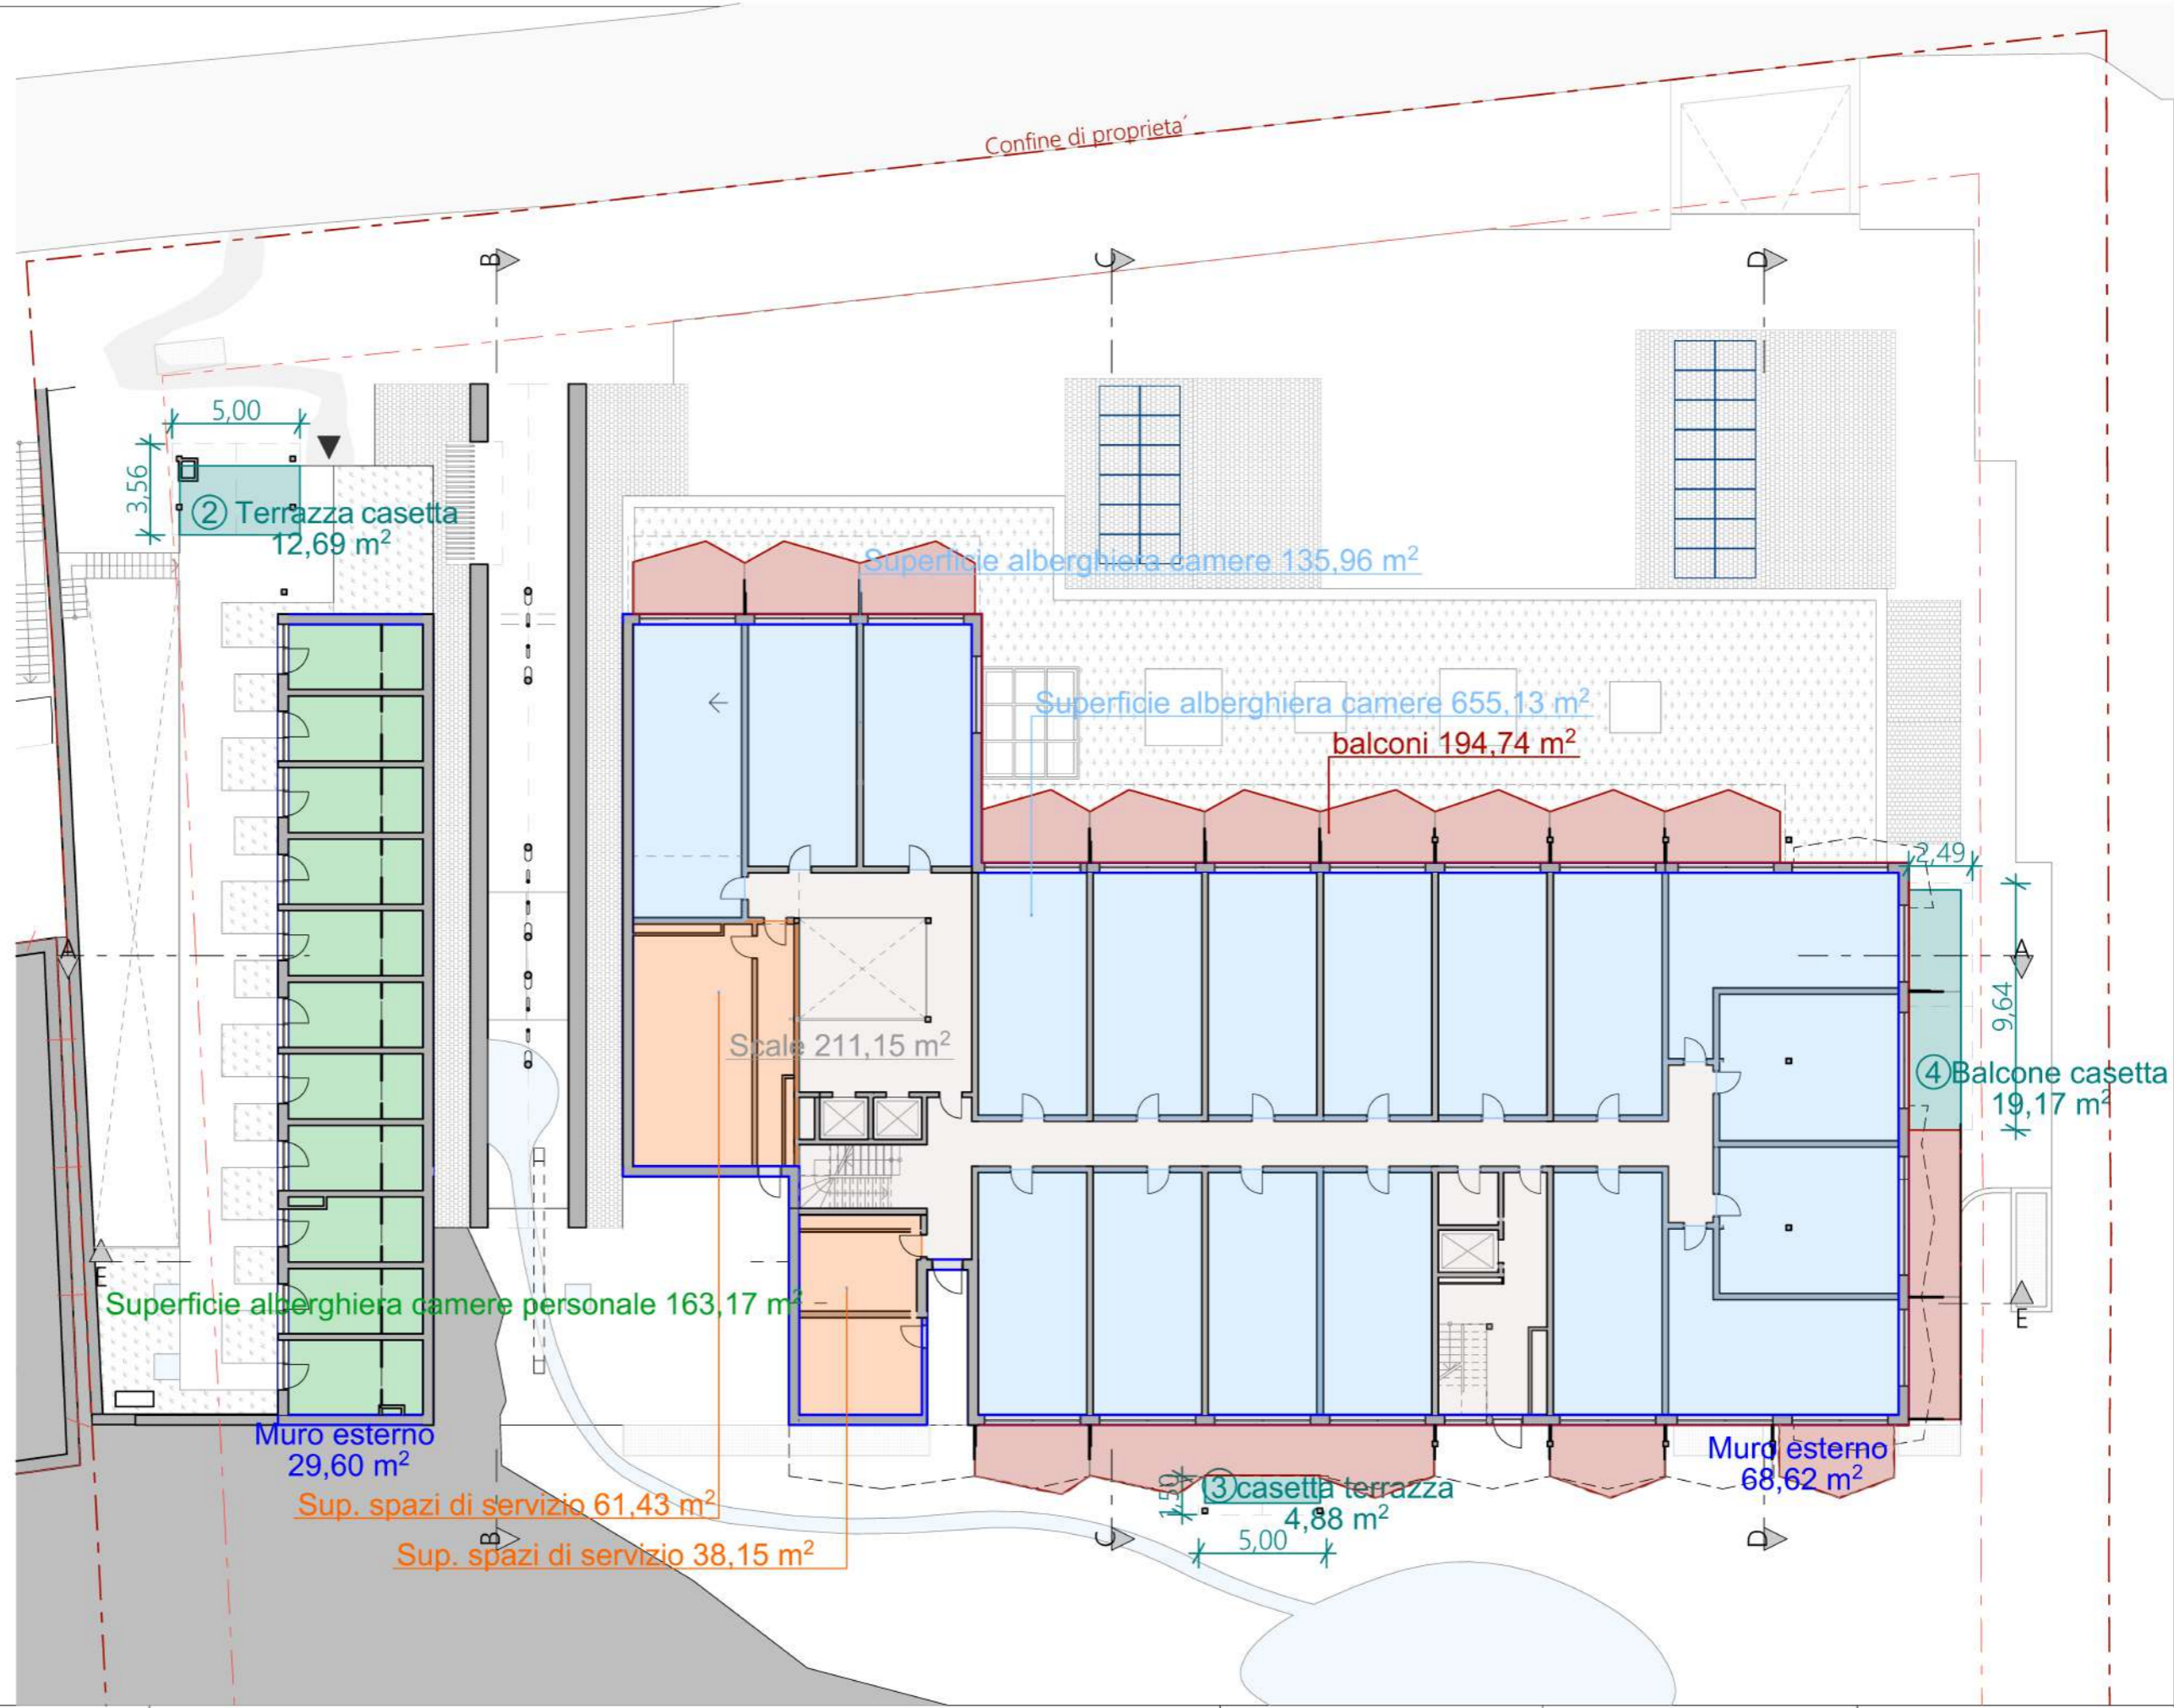 Confine di proprieta´
B
C
D
5,00
3,56
② Terrazza casetta
12,69 m²
Superficie alberghiera camere 135,96 m²
Superficie alberghiera camere 655,13 m²
balconi 194,74 m²
2,49
A
A
9,64
Scale 211,15 m²
④Balcone casetta
19,17 m²
E
E
Superficie alberghiera camere personale 163,17 m²
Muro esterno
29,60 m²
Muro esterno
68,62 m²
Sup. spazi di servizio 61,43 m²
1,50
③casetta terrazza
4,88 m²
5,00
B
C
D
Sup. spazi di servizio 38,15 m²